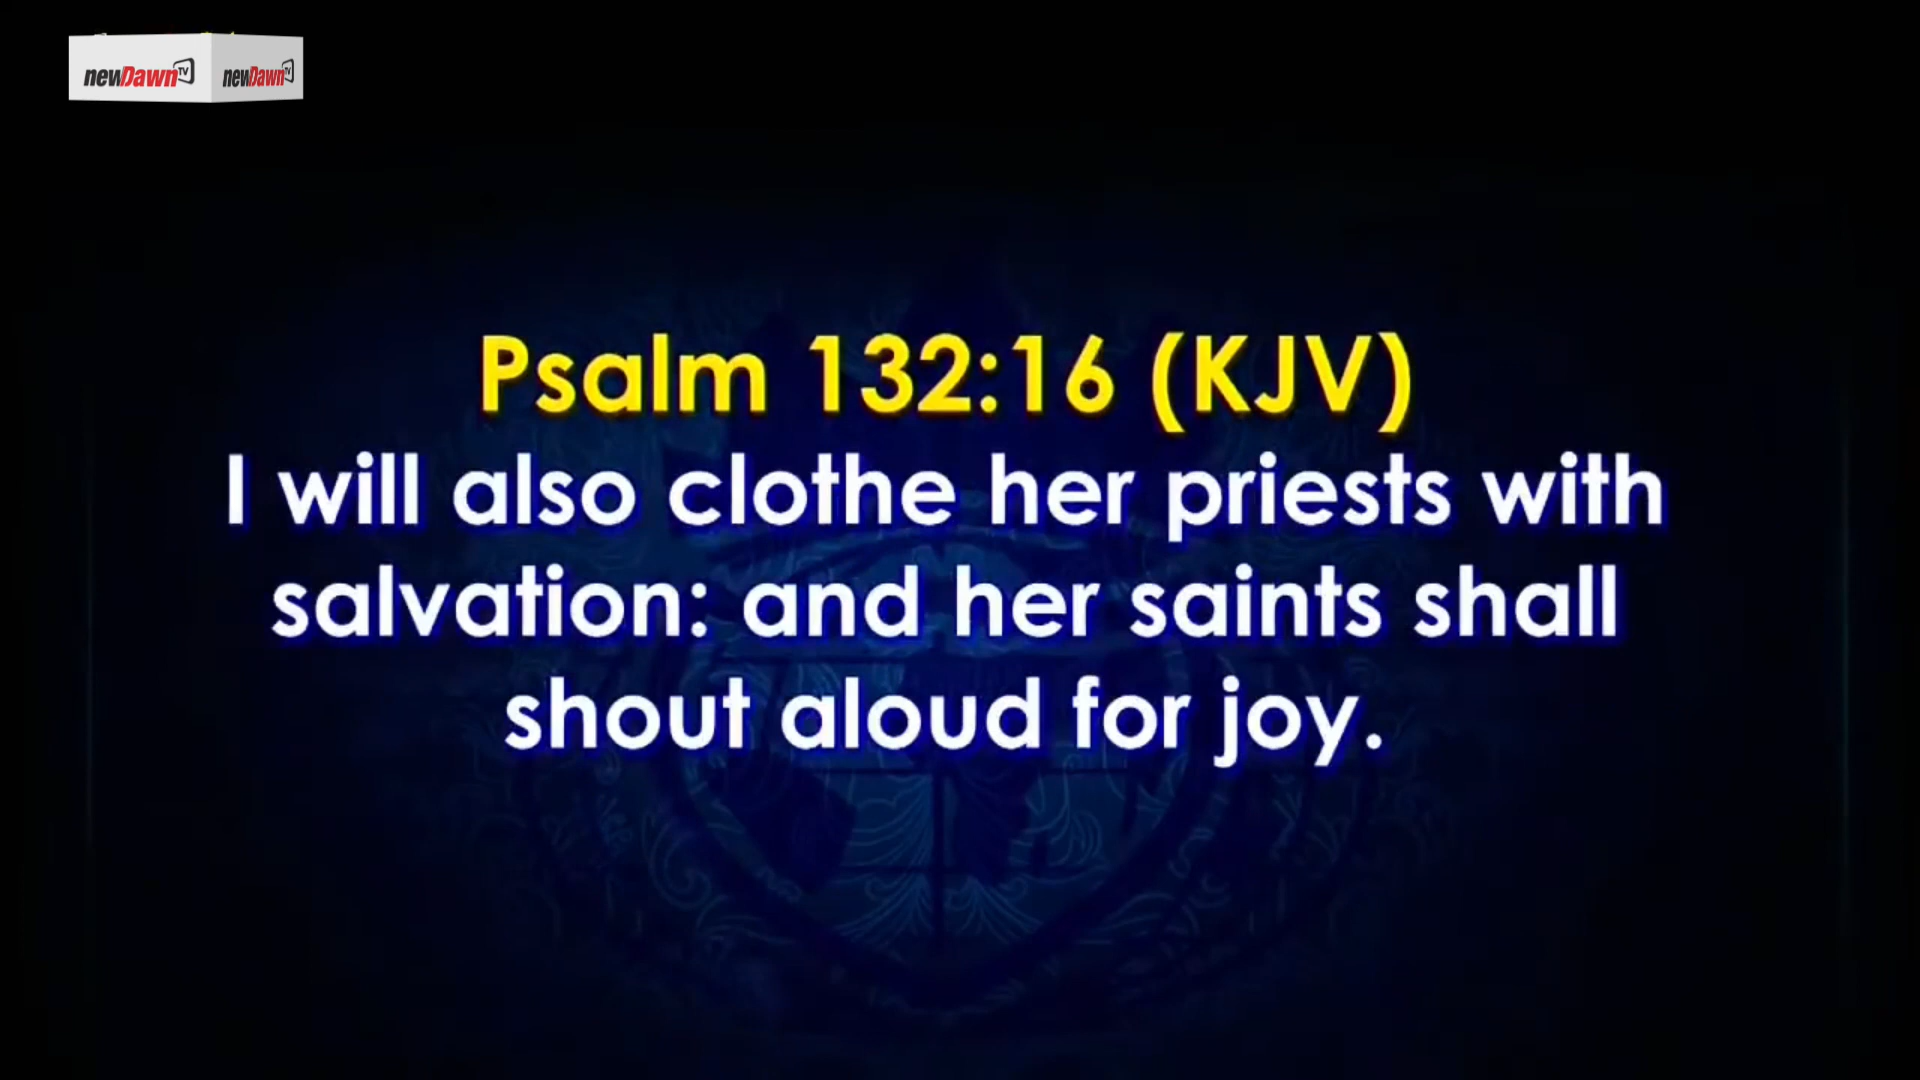 newDawn TV newDawn TV
Psalm 132:16 (KJV)
I will also clothe her priests with
salvation: and her saints shall
shout aloud for joy.